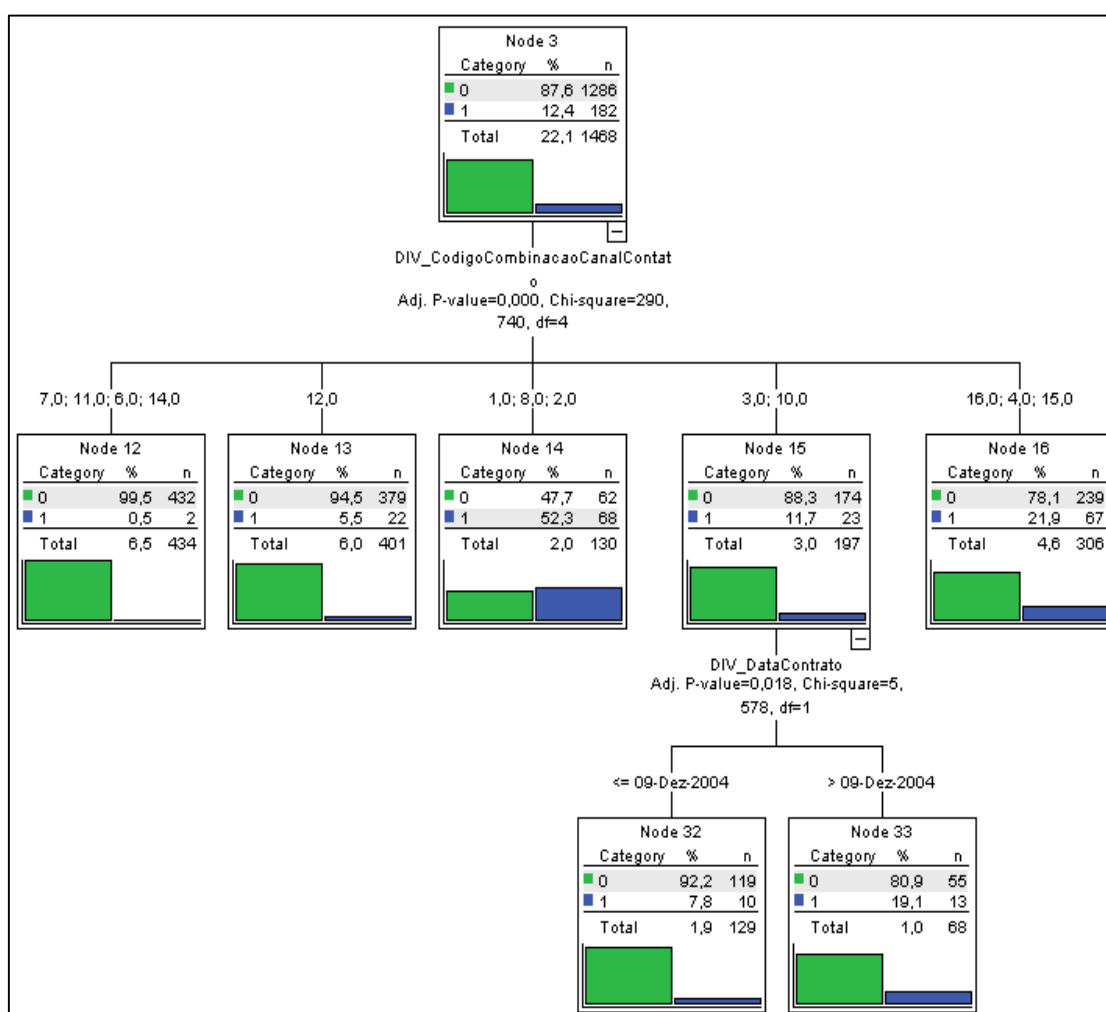 Node 3
Category % n
0 87,6 1286
1 12,4 182
Total 22,1 1468
DIV_CodigoCombinacaoCanalContat
o
Adj. P-value=0,000, Chi-square=290,
740, df=4
7,0; 11,0; 6,0; 14,0
12,0
1,0; 8,0; 2,0
3,0; 10,0
16,0; 4,0; 15,0
Node 12
Category % n
0 99,5 432
1 0,5 2
Total 6,5 434
Node 13
Category % n
0 94,5 379
1 5,5 22
Total 6,0 401
Node 14
Category % n
0 47,7 62
1 52,3 68
Total 2,0 130
Node 15
Category % n
0 88,3 174
1 11,7 23
Total 3,0 197
Node 16
Category % n
0 78,1 239
1 21,9 67
Total 4,6 306
DIV_DataContrato
Adj. P-value=0,018, Chi-square=5,
578, df=1
<= 09-Dez-2004
> 09-Dez-2004
Node 32
Category % n
0 92,2 119
1 7,8 10
Total 1,9 129
Node 33
Category % n
0 80,9 55
1 19,1 13
Total 1,0 68